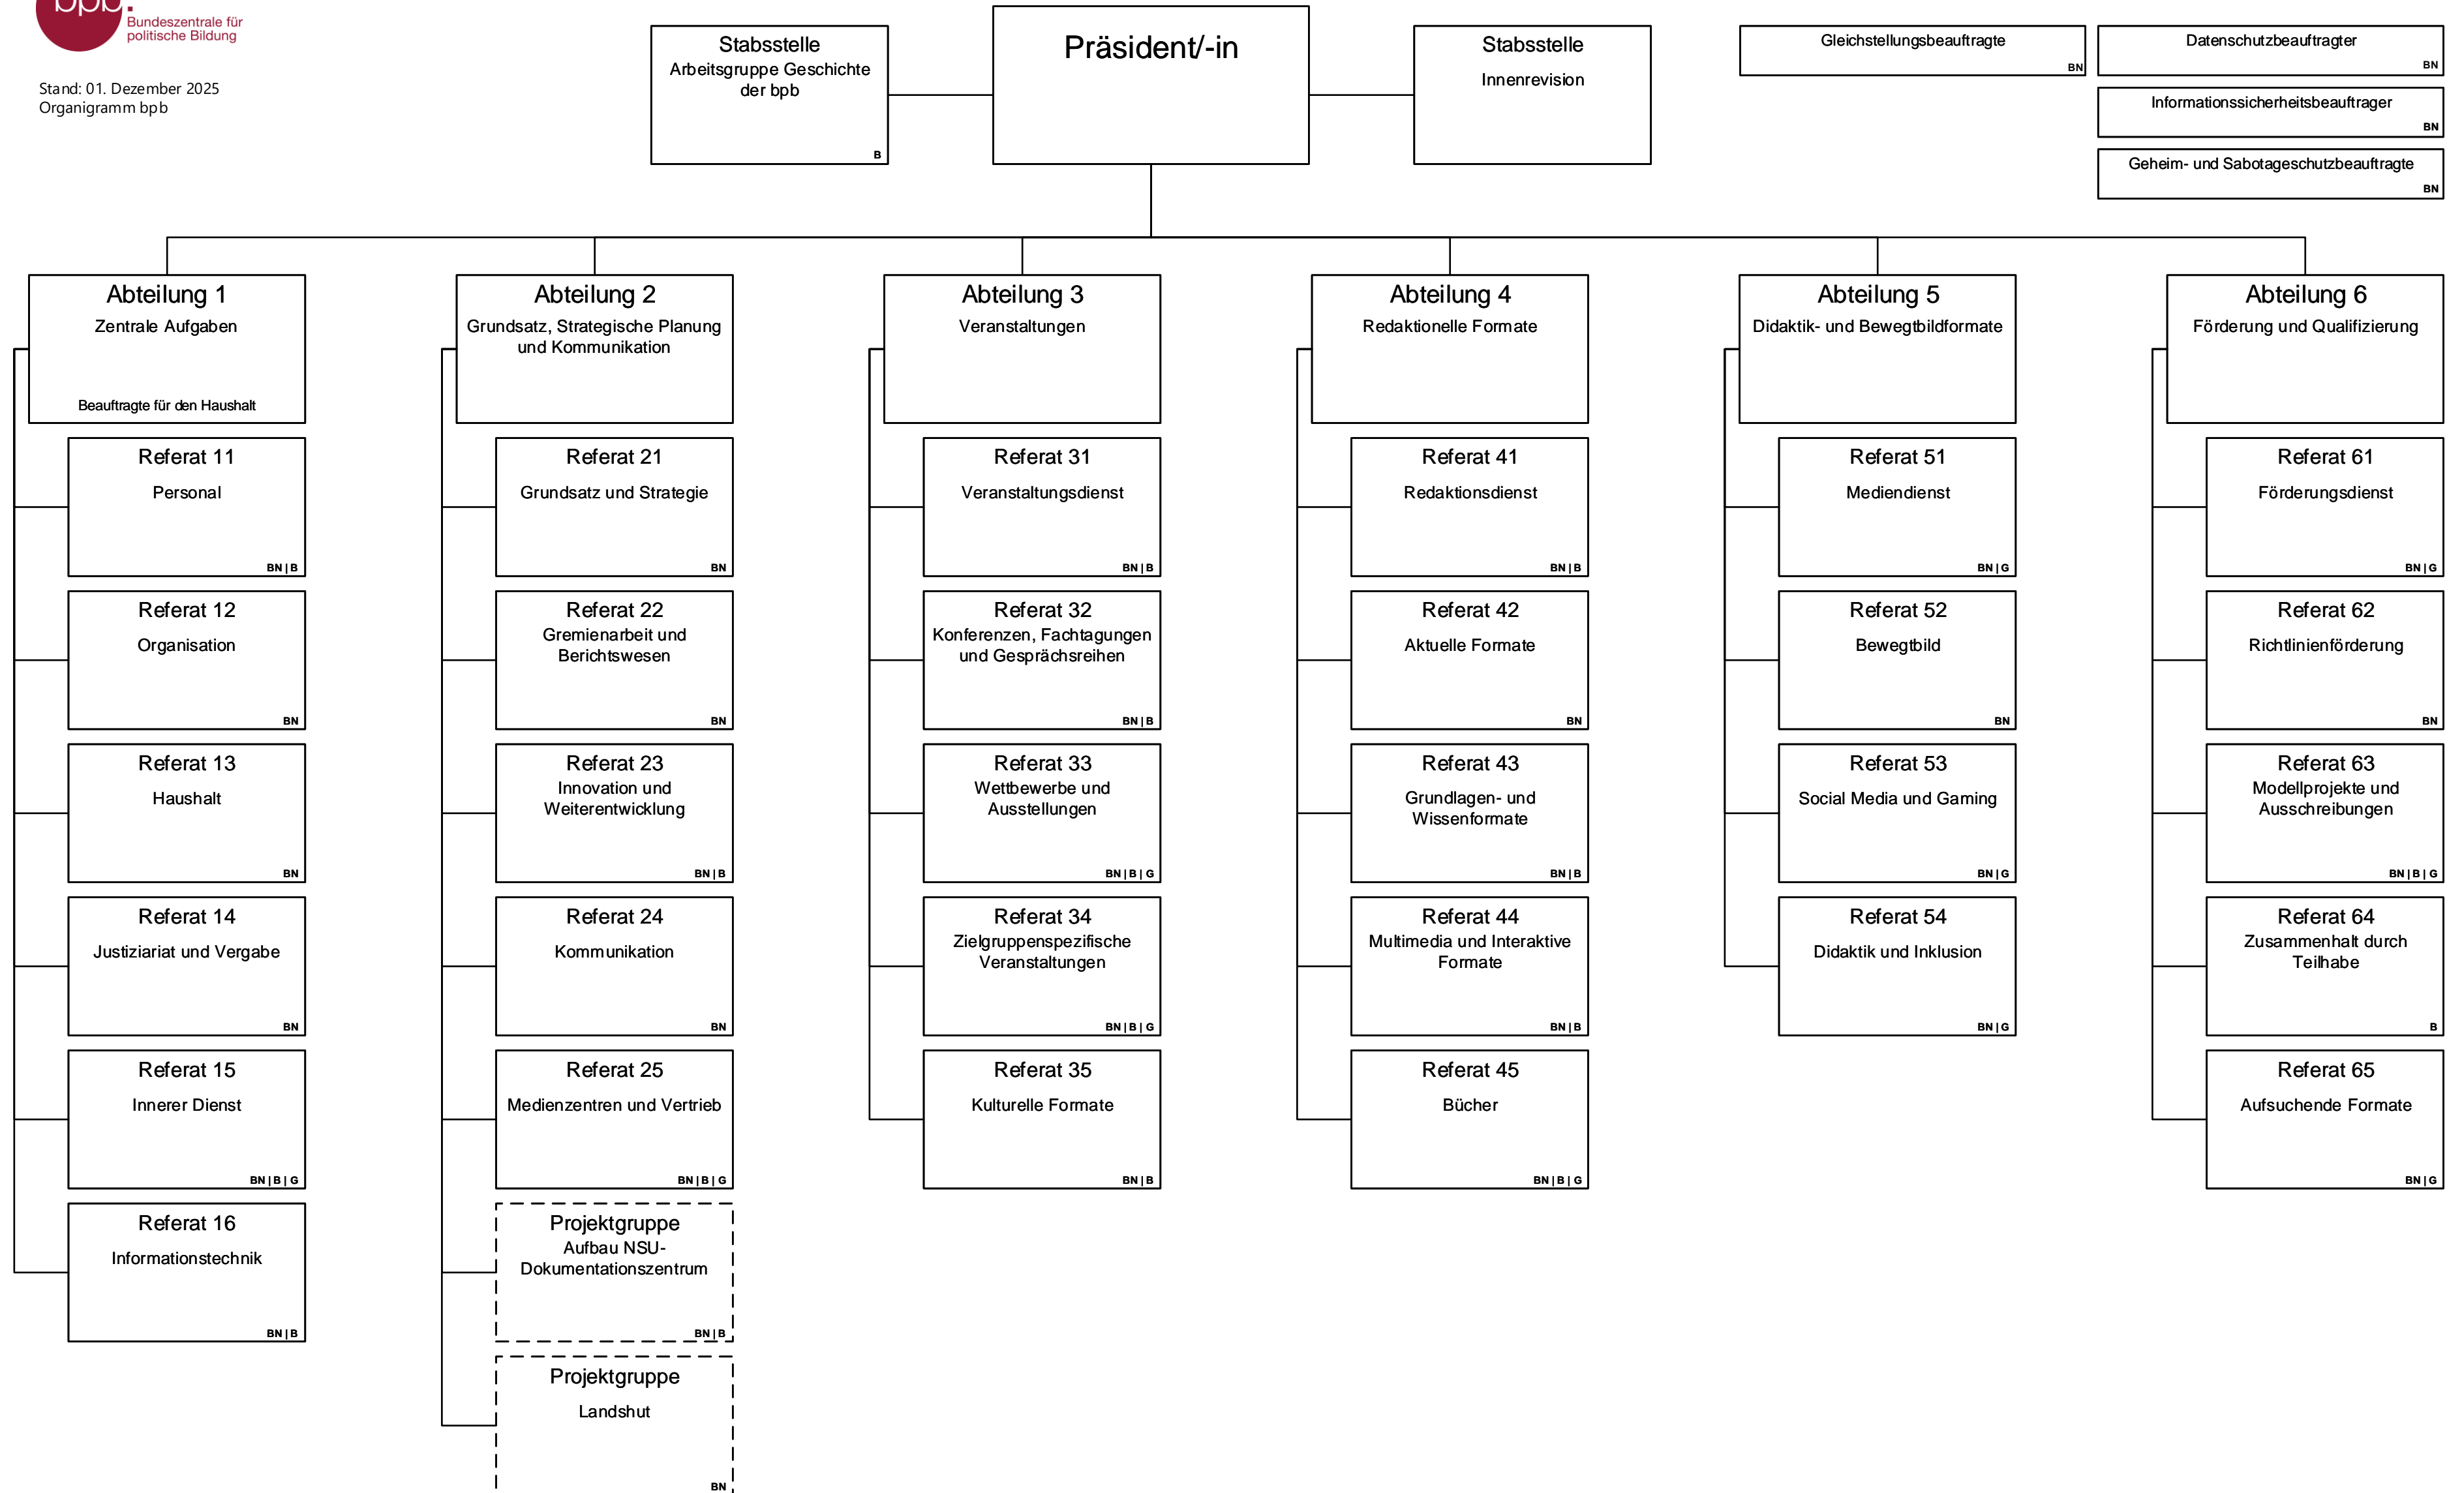 bpb:
Bundeszentrale für
politische Bildung
Stand: 01. Dezember 2025
Organigramm bpb
Stabsstelle
Arbeitsgruppe Geschichte
der bpb
B
Präsident/-in
Stabsstelle
Innenrevision
Gleichstellungsbeauftragte
BN
Datenschutzbeauftragter
BN
Informationssicherheitsbeauftrager
BN
Geheim- und Sabotageschutzbeauftragte
BN
Abteilung 1
Zentrale Aufgaben
Beauftragte für den Haushalt
Referat 11
Personal
BN | B
Referat 12
Organisation
BN
Referat 13
Haushalt
BN
Referat 14
Justiziariat und Vergabe
BN
Referat 15
Innerer Dienst
BN | B | G
Referat 16
Informationstechnik
BN | B
Abteilung 2
Grundsatz, Strategische Planung
und Kommunikation
Referat 21
Grundsatz und Strategie
BN
Referat 22
Gremienarbeit und
Berichtswesen
BN
Referat 23
Innovation und
Weiterentwicklung
BN | B
Referat 24
Kommunikation
BN
Referat 25
Medienzentren und Vertrieb
BN | B | G
Projektgruppe
Aufbau NSU-
Dokumentationszentrum
BN | B
Projektgruppe
Landshut
BN
Abteilung 3
Veranstaltungen
Referat 31
Veranstaltungsdienst
BN | B
Referat 32
Konferenzen, Fachtagungen
und Gesprächsreihen
BN | B
Referat 33
Wettbewerbe und
Ausstellungen
BN | B | G
Referat 34
Zielgruppenspezifische
Veranstaltungen
BN | B | G
Referat 35
Kulturelle Formate
BN | B
Abteilung 4
Redaktionelle Formate
Referat 41
Redaktionsdienst
BN | B
Referat 42
Aktuelle Formate
BN
Referat 43
Grundlagen- und
Wissenformate
BN | B
Referat 44
Multimedia und Interaktive
Formate
BN | B
Referat 45
Bücher
BN | B | G
Abteilung 5
Didaktik- und Bewegtbildformate
Referat 51
Mediendienst
BN | G
Referat 52
Bewegtbild
BN
Referat 53
Social Media und Gaming
BN | G
Referat 54
Didaktik und Inklusion
BN | G
Abteilung 6
Förderung und Qualifizierung
Referat 61
Förderungsdienst
BN | G
Referat 62
Richtlinienförderung
BN
Referat 63
Modellprojekte und
Ausschreibungen
BN | B | G
Referat 64
Zusammenhalt durch
Teilhabe
B
Referat 65
Aufsuchende Formate
BN | G